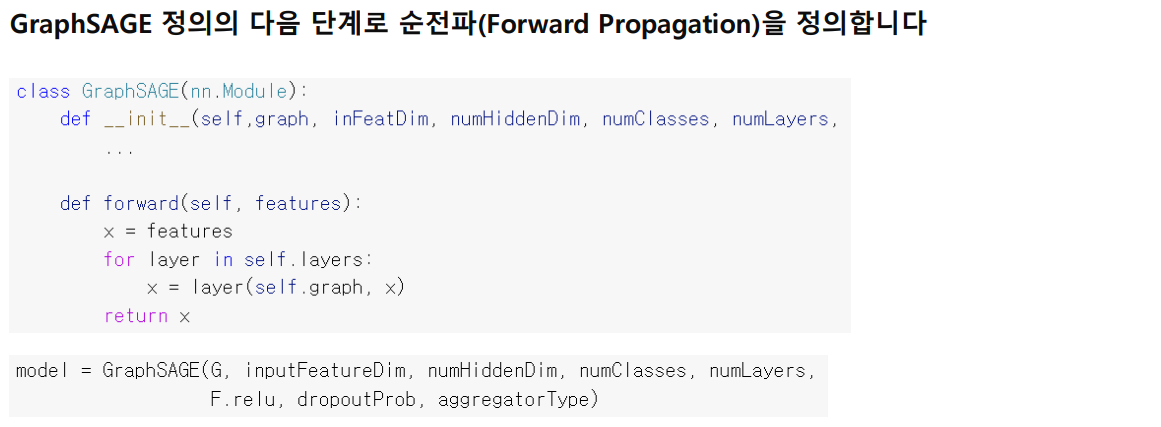 GraphSAGE 정의의 다음 단계로 순전파(Forward Propagation)을 정의합니다
class GraphSAGE(nn.Module):
    def __init__(self,graph, inFeatDim, numHiddenDim, numClasses, numLayers,
        ...
    def forward(self, features):
        x = features
        for layer in self.layers:
            x = layer(self.graph, x)
        return x
model = GraphSAGE(G, inputFeatureDim, numHiddenDim, numClasses, numLayers,
                  F.relu, dropoutProb, aggregatorType)